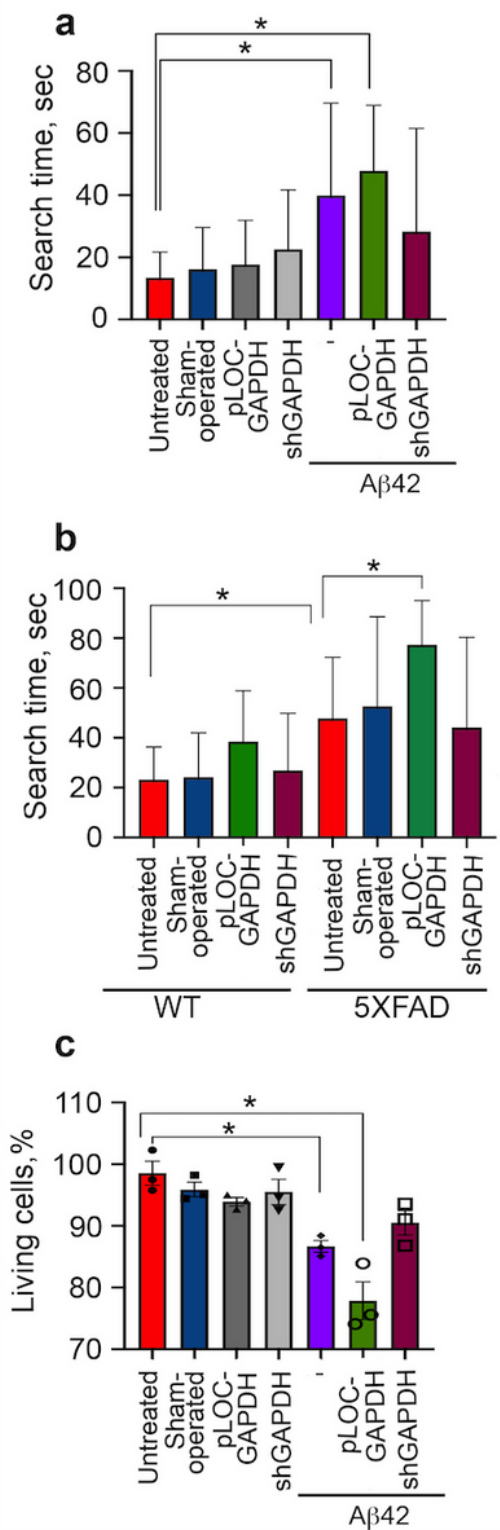 a
*
*
Search time, sec
80
60
40
20
0
Untreated
Sham-
operated
pLOC-
GAPDH
shGAPDH
-
pLOC-
GAPDH
shGAPDH
Aβ42
b
*
*
Search time, sec
100
80
60
40
20
0
Untreated
Sham-
operated
pLOC-
GAPDH
shGAPDH
Untreated
Sham-
operated
pLOC-
GAPDH
shGAPDH
WT
5XFAD
c
*
*
Living cells,%
110
100
90
80
70
Untreated
Sham-
operated
pLOC-
GAPDH
shGAPDH
-
pLOC-
GAPDH
shGAPDH
Aβ42